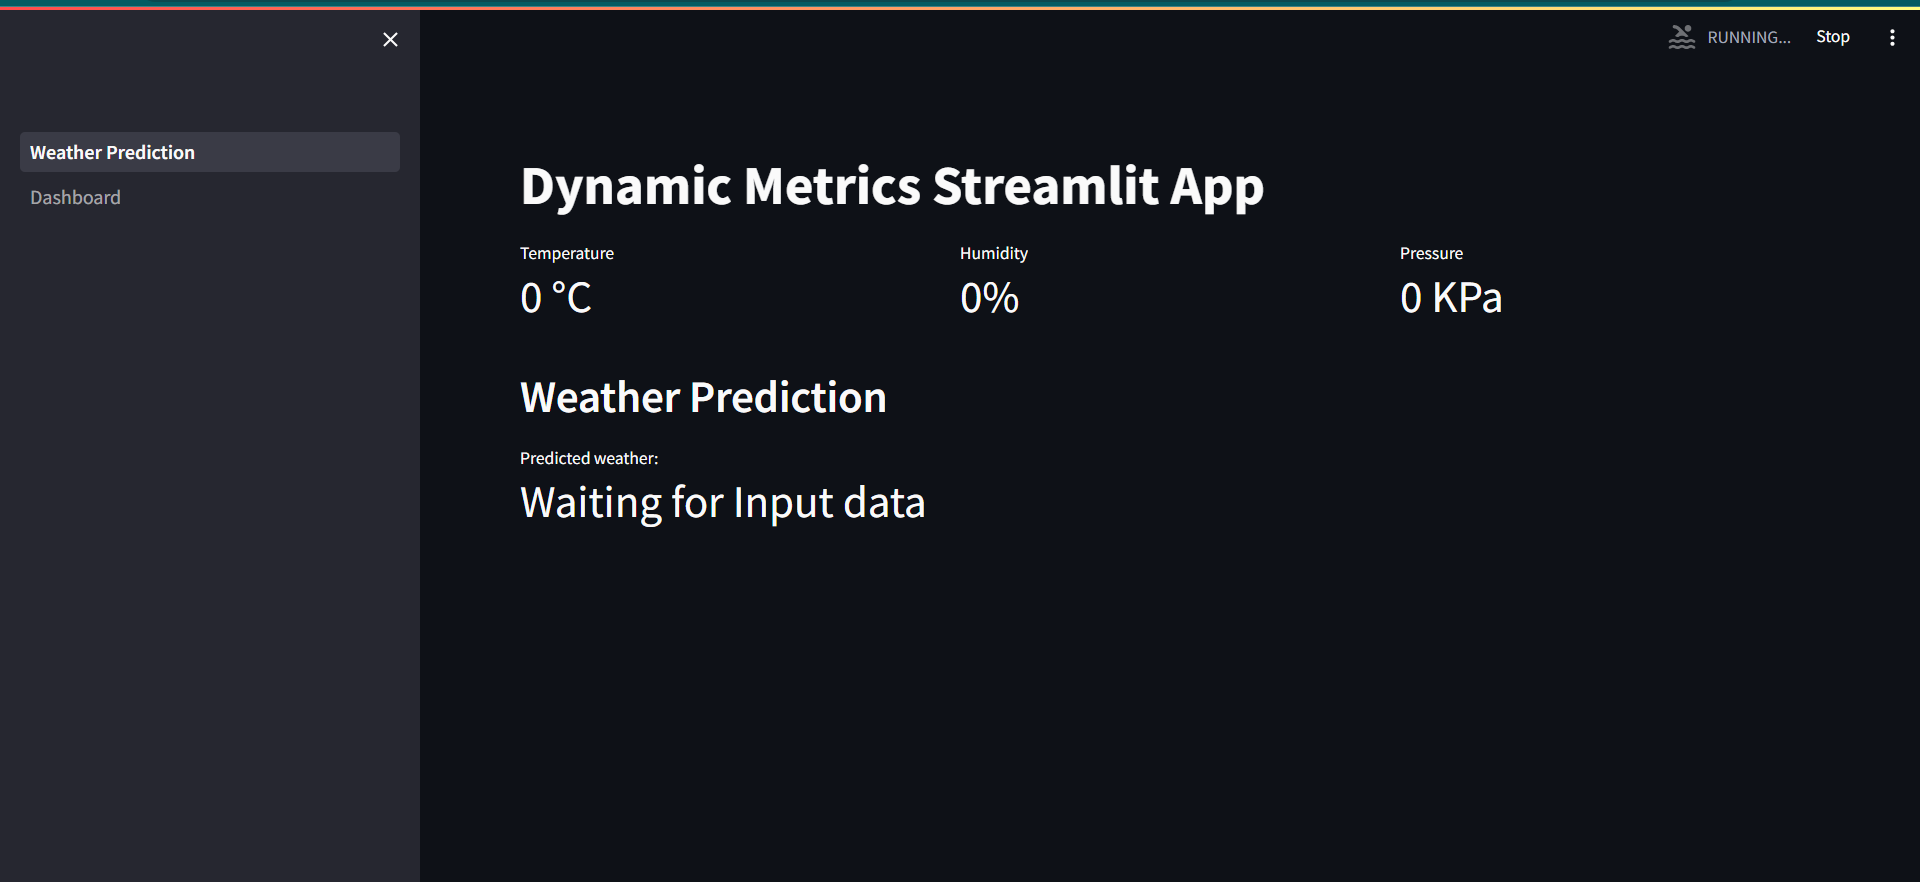 RUNNING...
Stop
Weather Prediction
Dashboard
Dynamic Metrics Streamlit App
Temperature
Humidity
Pressure
0 °C
0%
0 KPa
Weather Prediction
Predicted weather:
Waiting for Input data